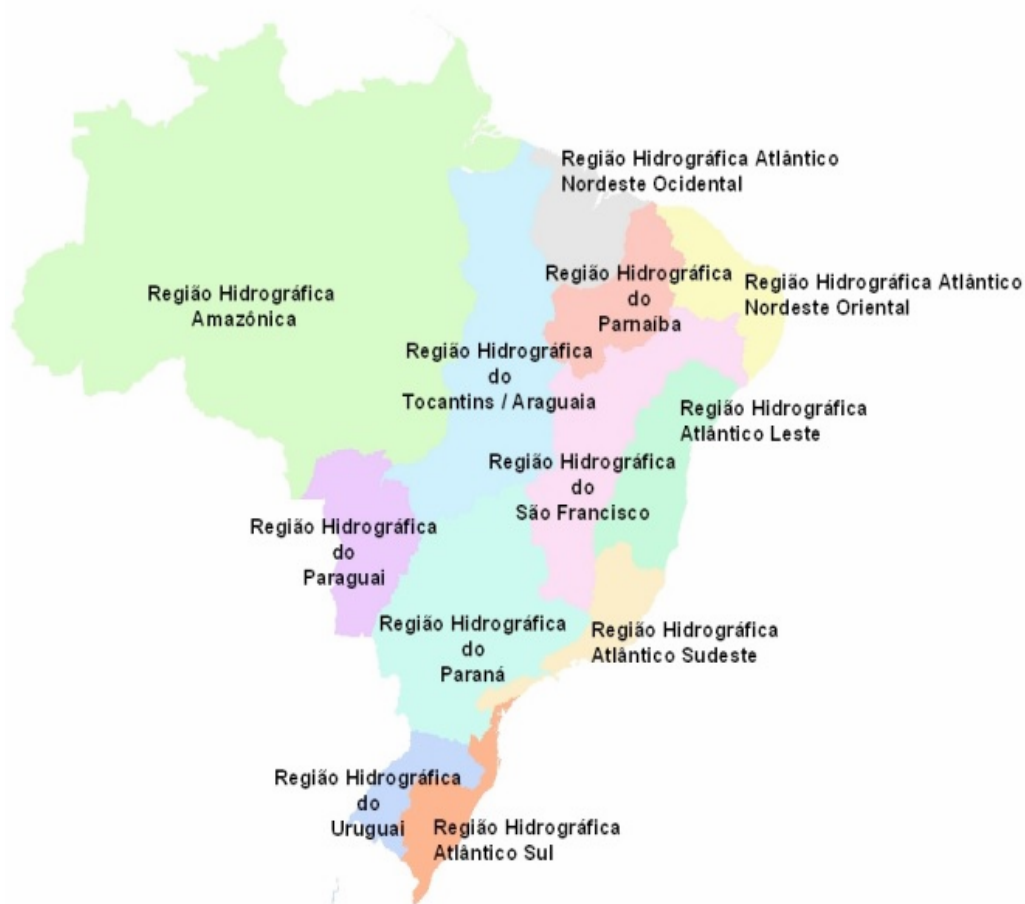 Região Hidrográfica Atlântico
Nordeste Ocidental
Região Hidrográfica
do
Parnaíba
Região Hidrográfica Atlântico
Nordeste Oriental
Região Hidrográfica
Amazônica
Região Hidrográfica
do
Tocantins / Araguaia
Região Hidrográfica
Atlântico Leste
Região Hidrográfica
do
São Francisco
Região Hidrográfica
do
Paraguai
Região Hidrográfica
do
Paraná
Região Hidrográfica
Atlântico Sudeste
Região Hidrográfica
do
Uruguai
Região Hidrográfica
Atlântico Sul